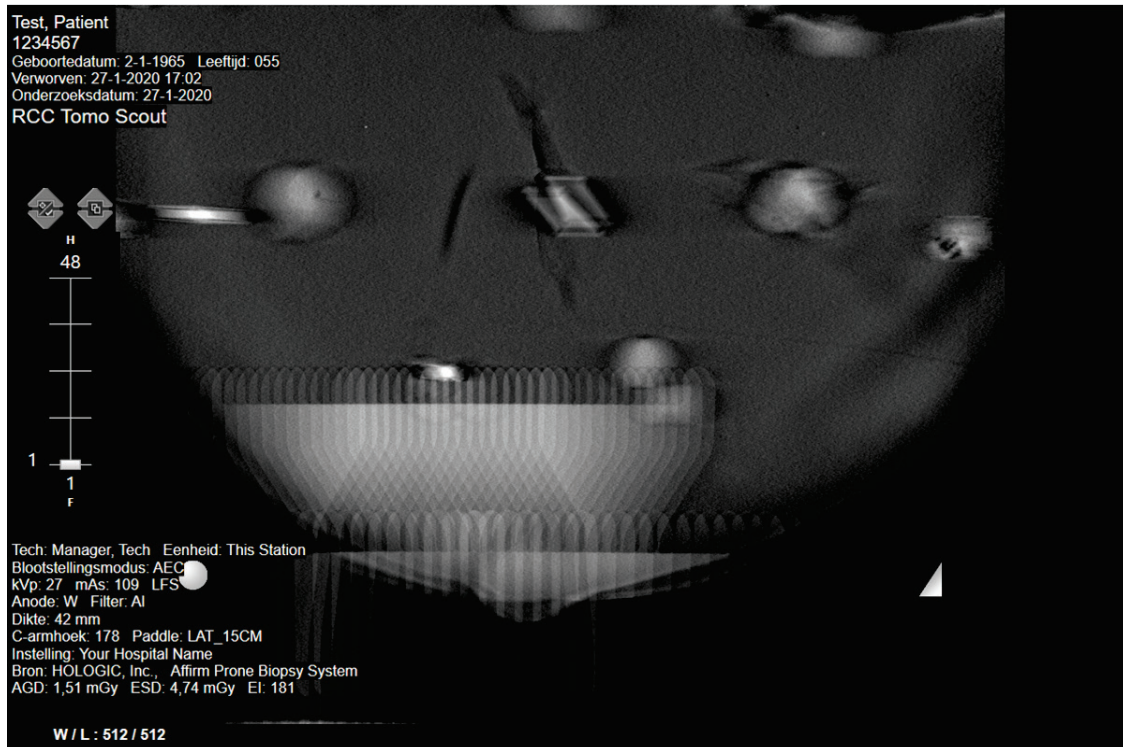 Test, Patient
1234567
Geboortedatum: 2-1-1965 Leeftijd: 055
Verworven: 27-1-2020 17:02
Onderzoeksdatum: 27-1-2020
RCC Tomo Scout
H
48
1
1
F
Tech: Manager, Tech Eenheid: This Station
Blootstellingsmodus: AEC
kVp: 27 mAs: 109 LFS
Anode: W Filter: Al
Dikte: 42 mm
C-armhoek: 178 Paddle: LAT_15CM
Instelling: Your Hospital Name
Bron: HOLOGIC, Inc., Affirm Prone Biopsy System
AGD: 1,51 mGy ESD: 4,74 mGy EI: 181
W / L : 512 / 512